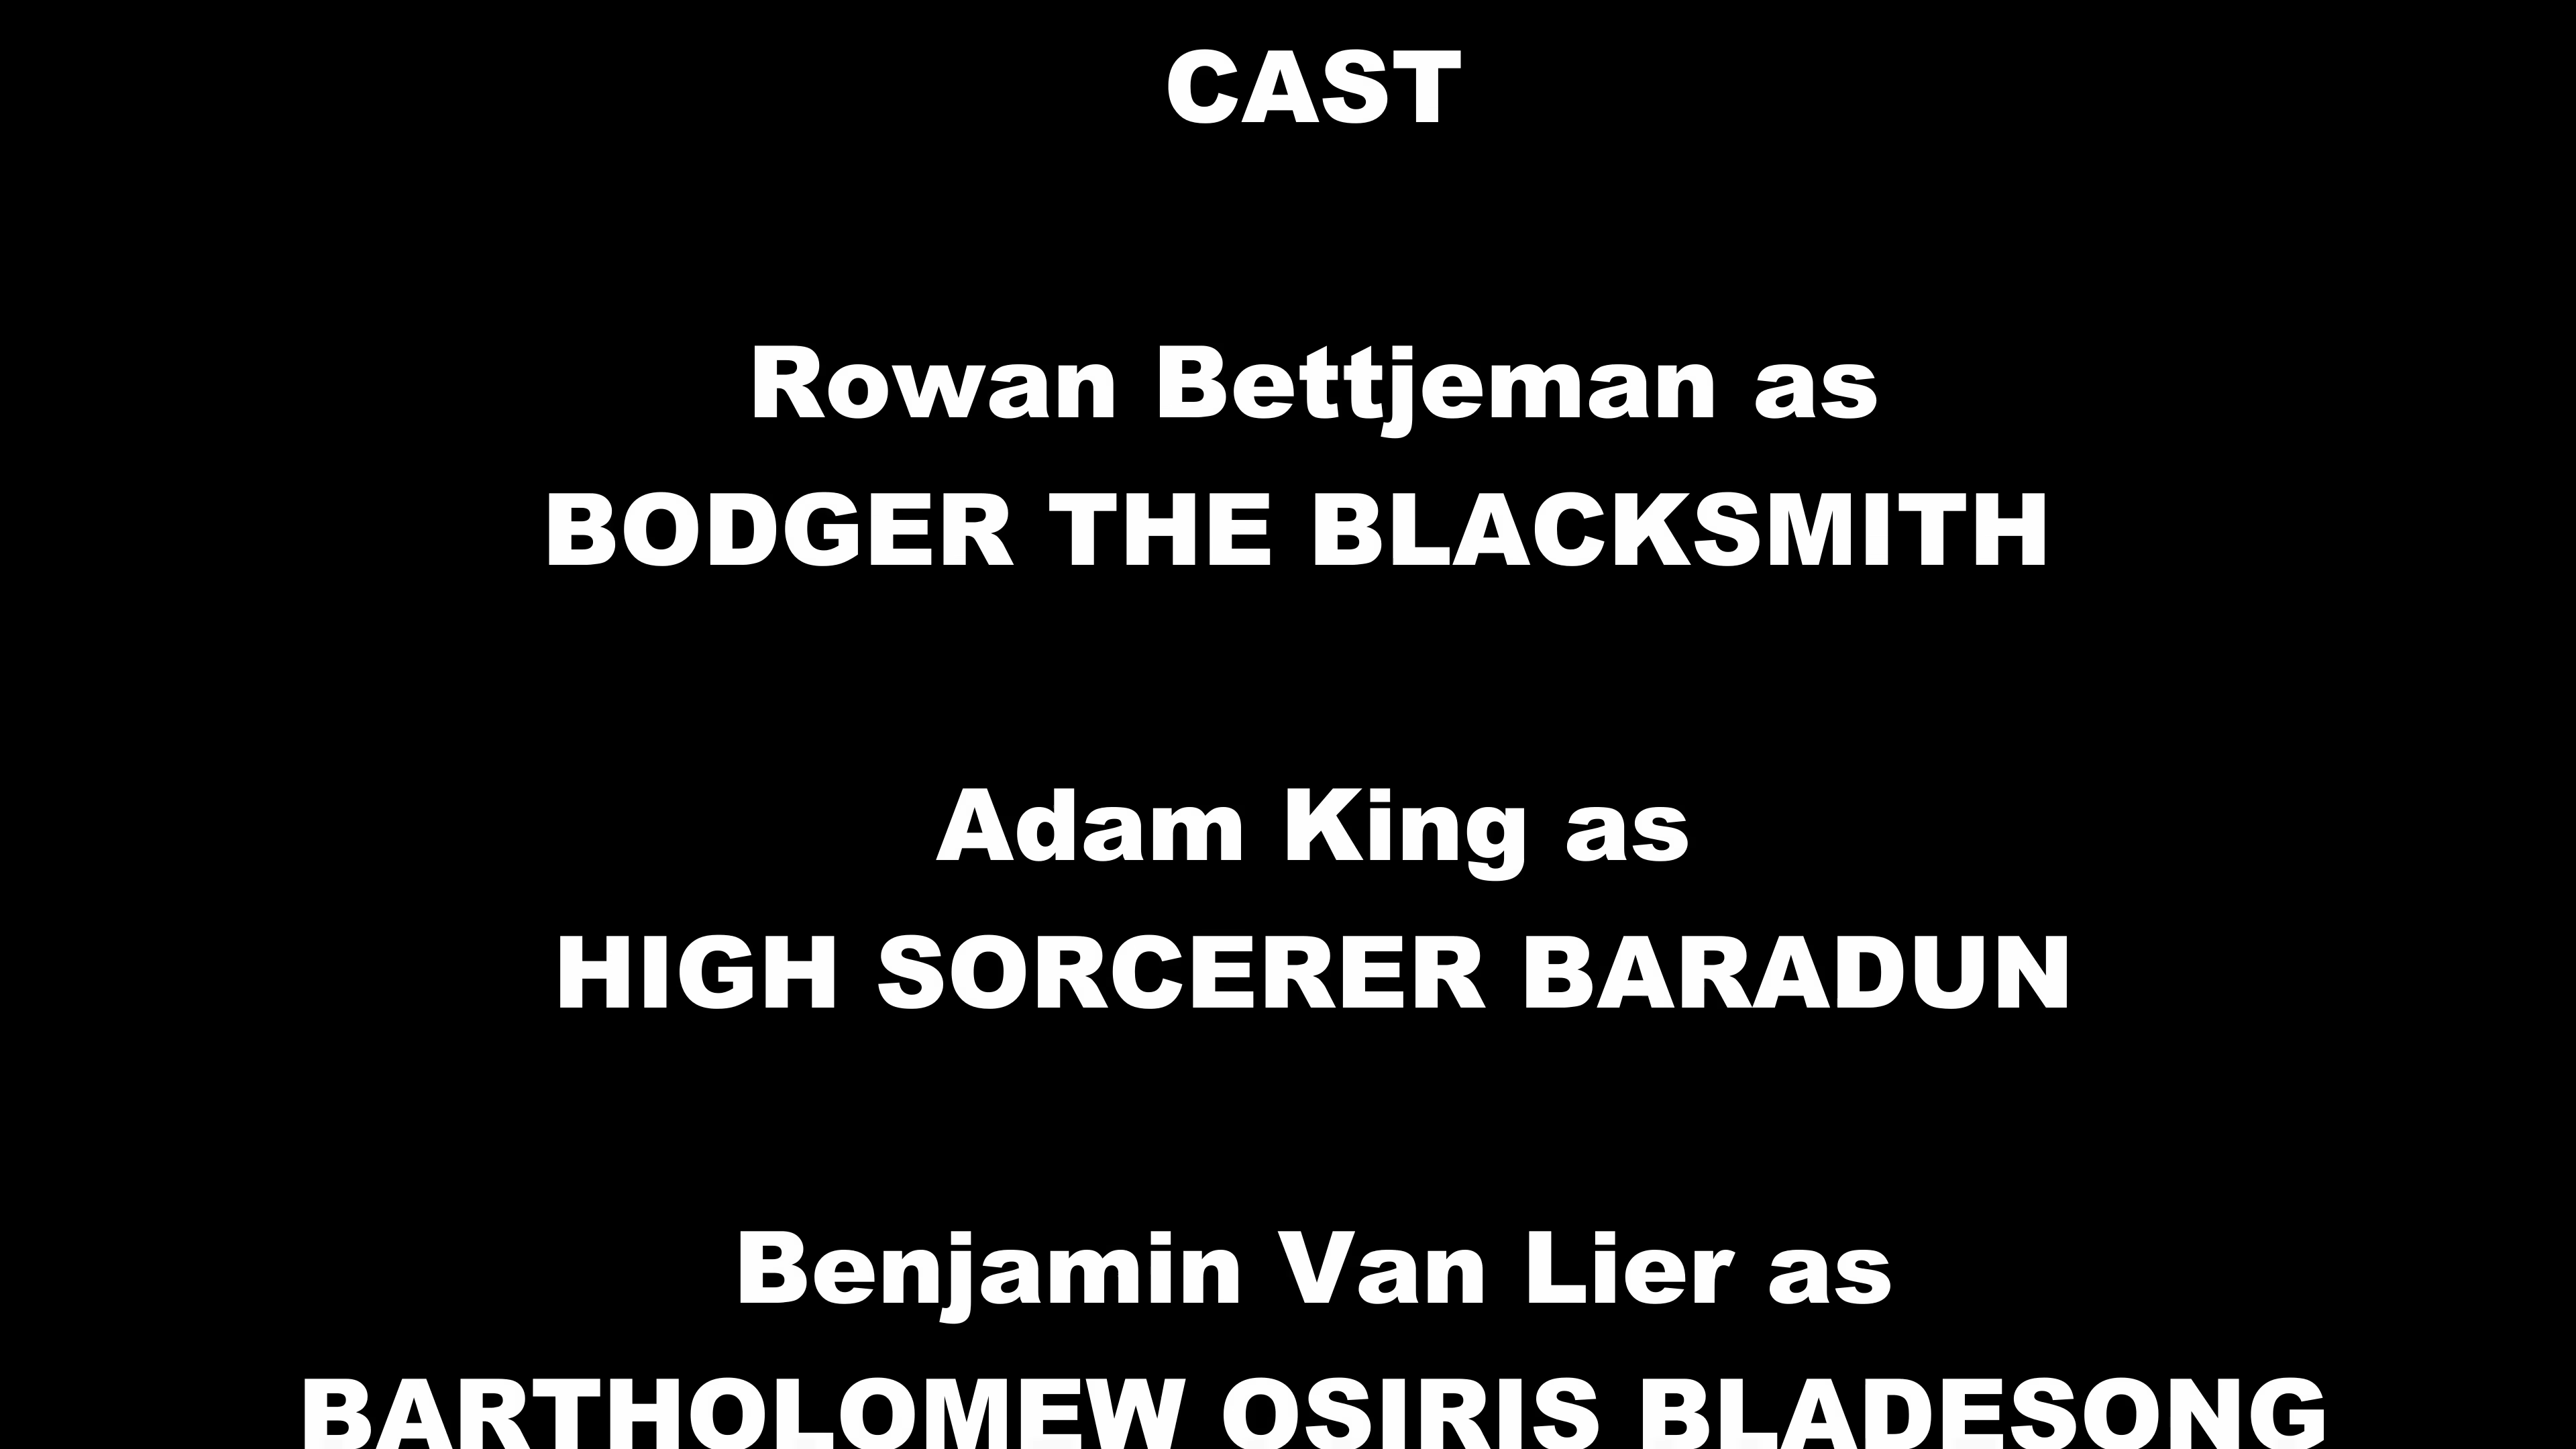 CAST
Rowan Bettjeman as
BODGER THE BLACKSMITH
Adam King as
HIGH SORCERER BARADUN
Benjamin Van Lier as
BARTHOLOMEW OSIRIS BLADESONG